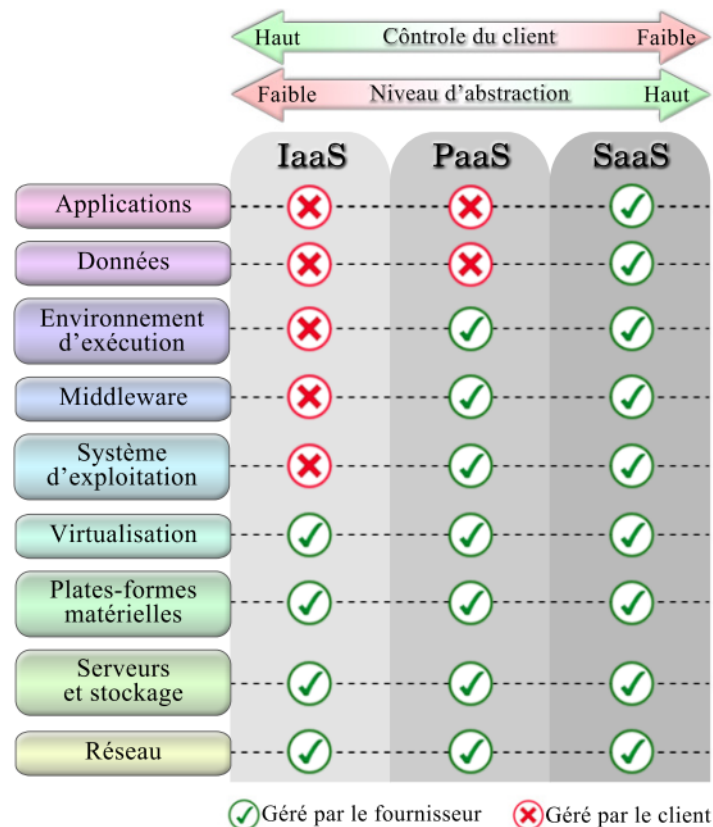 Haut Côntrole du client Faible
Faible Niveau d'abstraction Haut
IaaS PaaS SaaS
Applications
Données
Environnement
d'exécution
Middleware
Système
d'exploitation
Virtualisation
Plates-formes
matérielles
Serveurs
et stockage
Réseau
Géré par le fournisseur Géré par le client